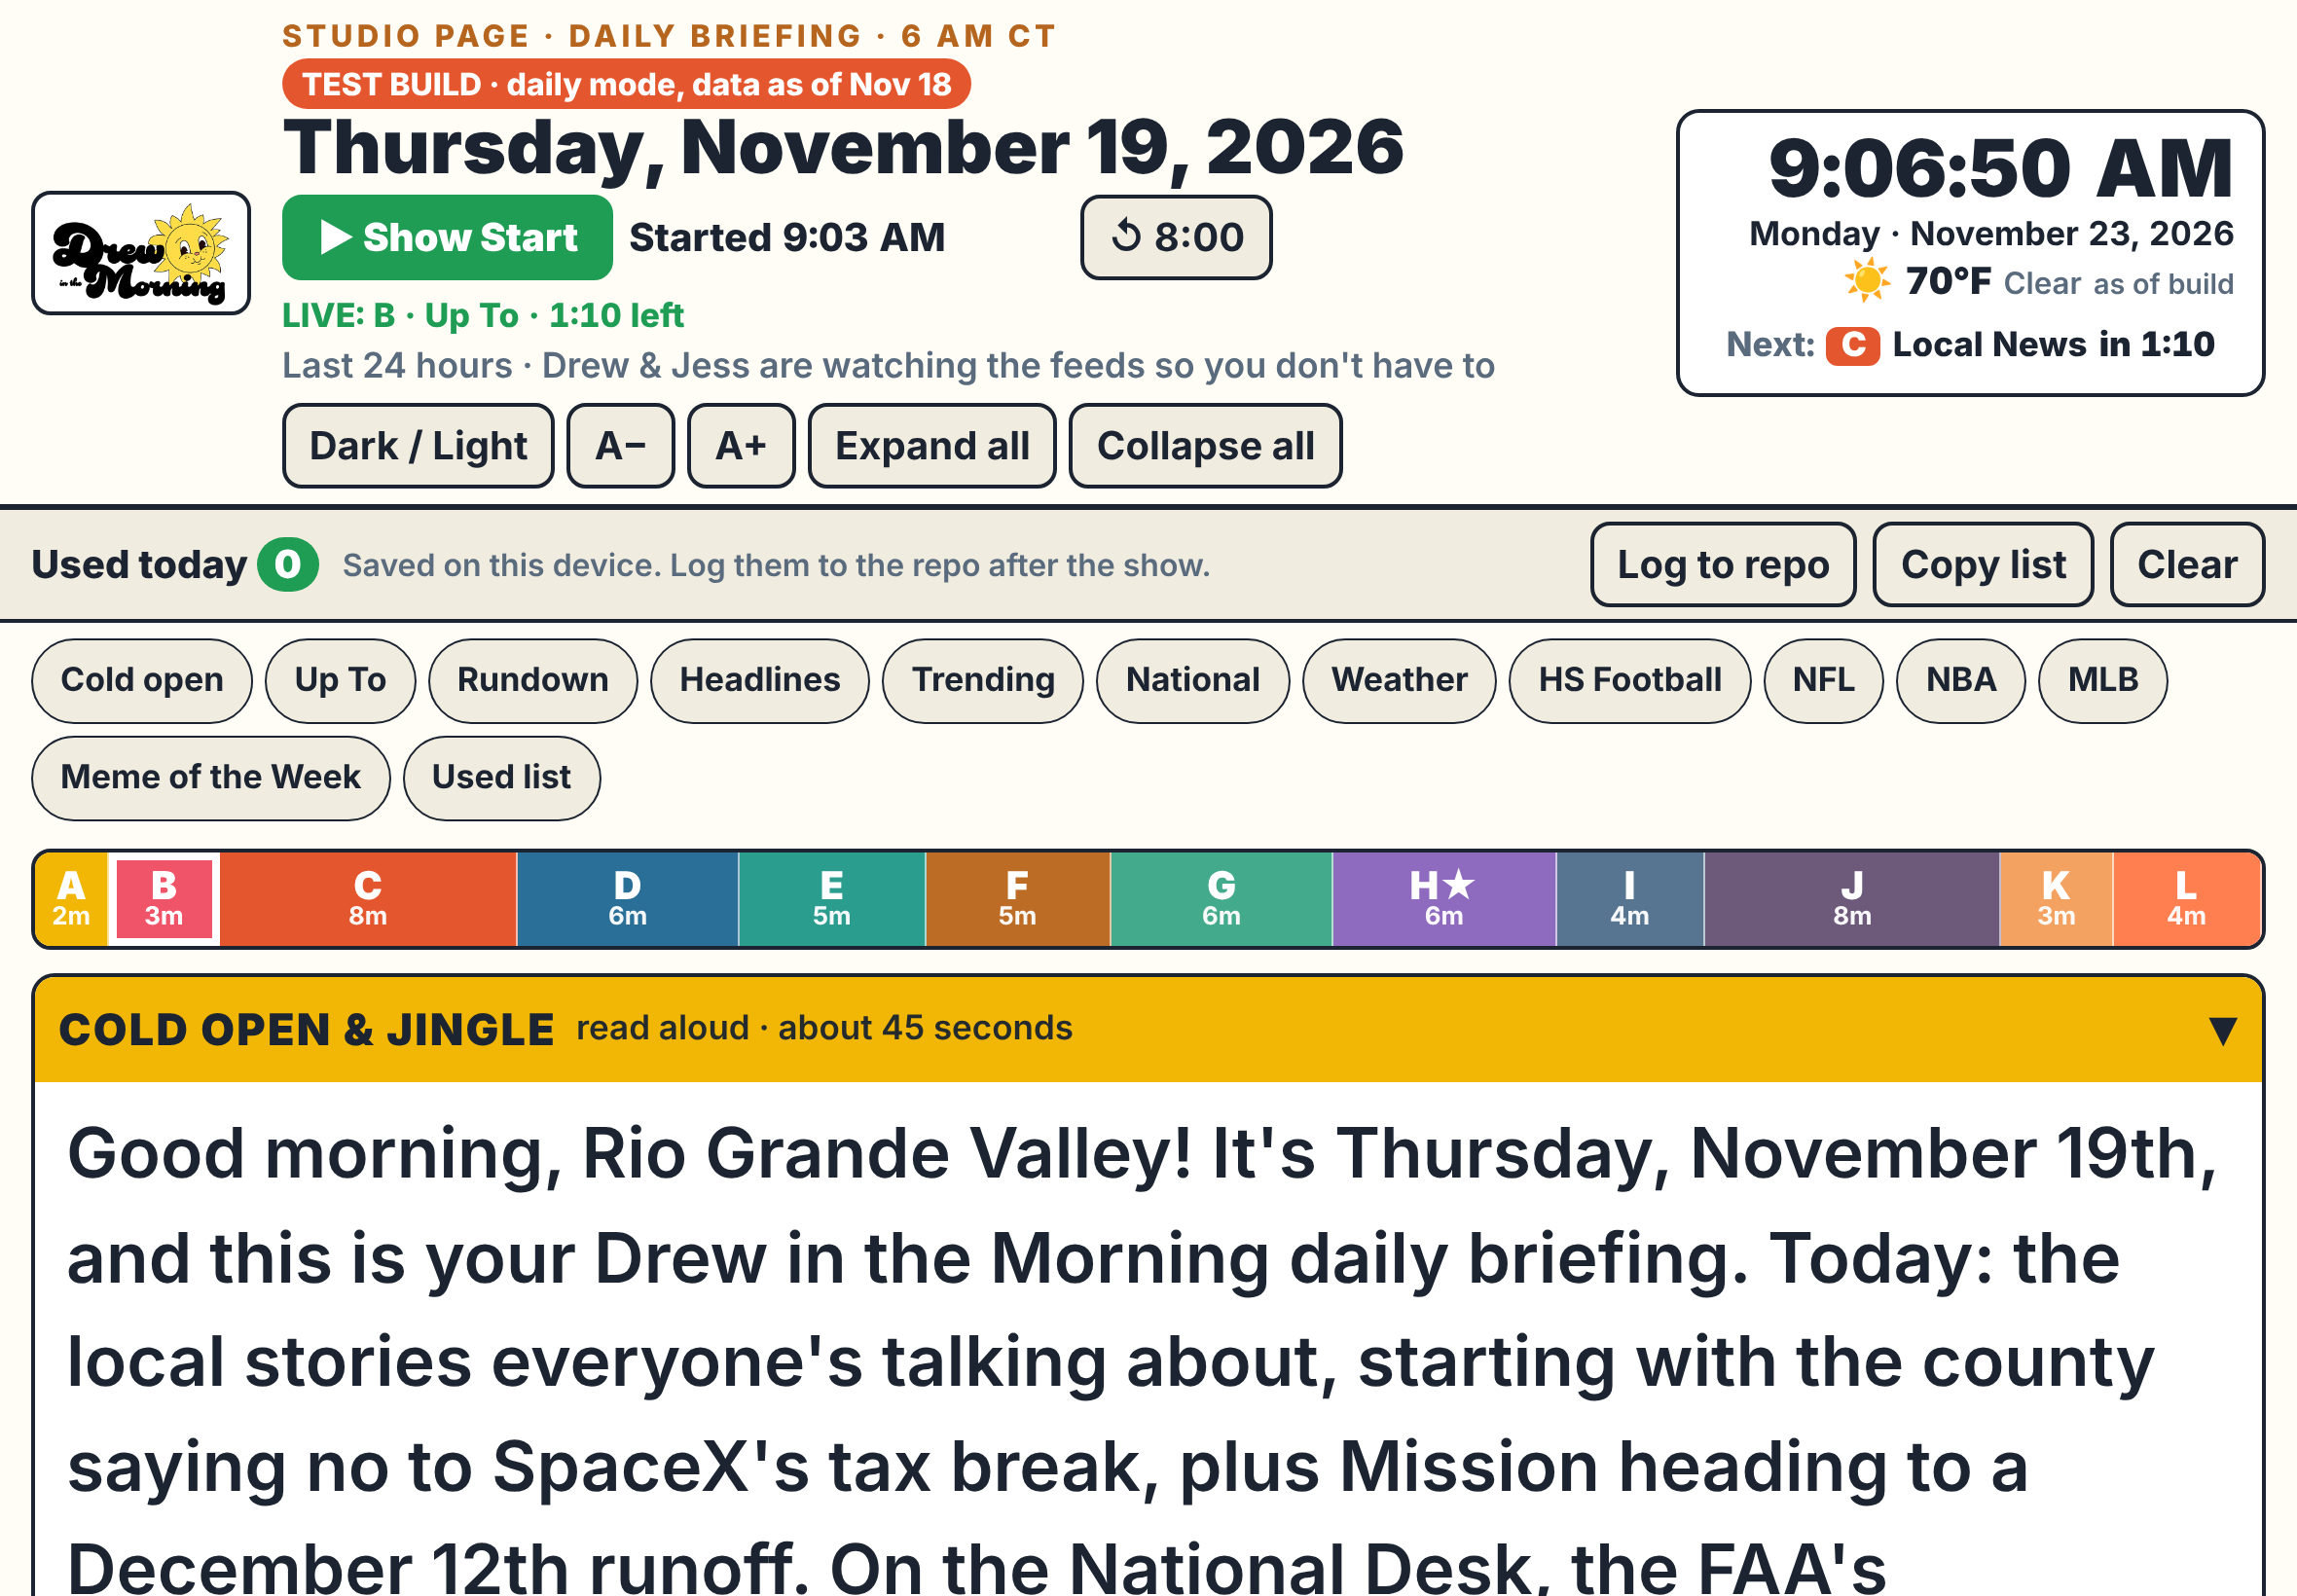 STUDIO PAGE · DAILY BRIEFING · 6 AM CT
TEST BUILD · daily mode, data as of Nov 18
Thursday, November 19, 2026
Drew
in the Morning
▶ Show Start
Started 9:03 AM
↺ 8:00
LIVE: B · Up To · 1:10 left
Last 24 hours · Drew & Jess are watching the feeds so you don't have to
Dark / Light
A−
A+
Expand all
Collapse all
9:06:50 AM
Monday · November 23, 2026
☀️ 70°F Clear as of build
Next: C Local News in 1:10
Used today 0 Saved on this device. Log them to the repo after the show.
Log to repo
Copy list
Clear
Cold open
Up To
Rundown
Headlines
Trending
National
Weather
HS Football
NFL
NBA
MLB
Meme of the Week
Used list
A
2m
B
3m
C
8m
D
6m
E
5m
F
5m
G
6m
H★
6m
I
4m
J
8m
K
3m
L
4m
COLD OPEN & JINGLE read aloud · about 45 seconds ▼
Good morning, Rio Grande Valley! It's Thursday, November 19th,
and this is your Drew in the Morning daily briefing. Today: the
local stories everyone's talking about, starting with the county
saying no to SpaceX's tax break, plus Mission heading to a
December 12th runoff. On the National Desk, the FAA's